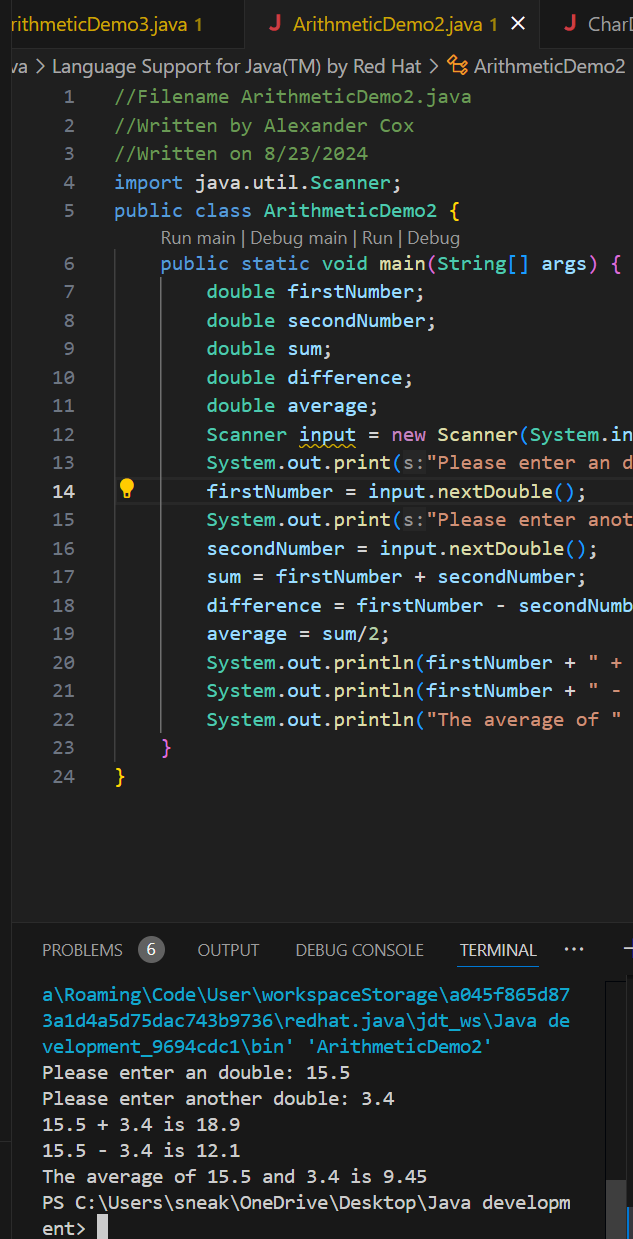 rithmeticDemo3.java 1 J ArithmeticDemo2.java 1 × J Char
va > Language Support for Java(TM) by Red Hat > ArithmeticDemo2
1 //Filename ArithmeticDemo2.java
2 //Written by Alexander Cox
3 //Written on 8/23/2024
4 import java.util.Scanner;
5 public class ArithmeticDemo2 {
Run main | Debug main | Run | Debug
6 public static void main(String[] args) {
7 double firstNumber;
8 double secondNumber;
9 double sum;
10 double difference;
11 double average;
12 Scanner input = new Scanner(System.in
13 System.out.print(s:"Please enter an d
14 firstNumber = input.nextDouble();
15 System.out.print(s:"Please enter anot
16 secondNumber = input.nextDouble();
17 sum = firstNumber + secondNumber;
18 difference = firstNumber - secondNumb
19 average = sum/2;
20 System.out.println(firstNumber + " +
21 System.out.println(firstNumber + " -
22 System.out.println("The average of "
23 }
24 }
PROBLEMS 6 OUTPUT DEBUG CONSOLE TERMINAL ···
a\Roaming\Code\User\workspaceStorage\a045f865d87
3a1d4a5d75dac743b9736\redhat.java\jdt_ws\Java de
velopment_9694cdc1\bin' 'ArithmeticDemo2'
Please enter an double: 15.5
Please enter another double: 3.4
15.5 + 3.4 is 18.9
15.5 - 3.4 is 12.1
The average of 15.5 and 3.4 is 9.45
PS C:\Users\sneak\OneDrive\Desktop\Java developm
ent>